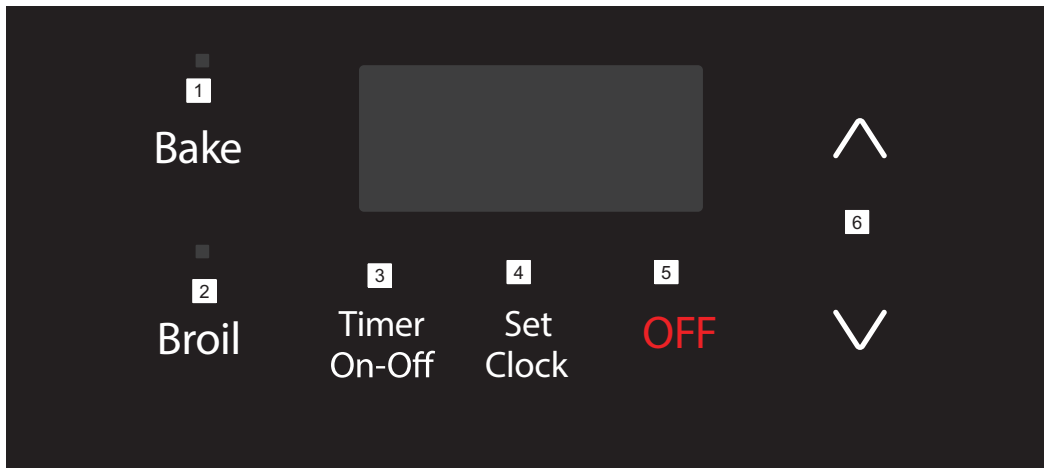 1
Bake
2
Broil
3
Timer
On-Off
4
Set
Clock
5
OFF
6